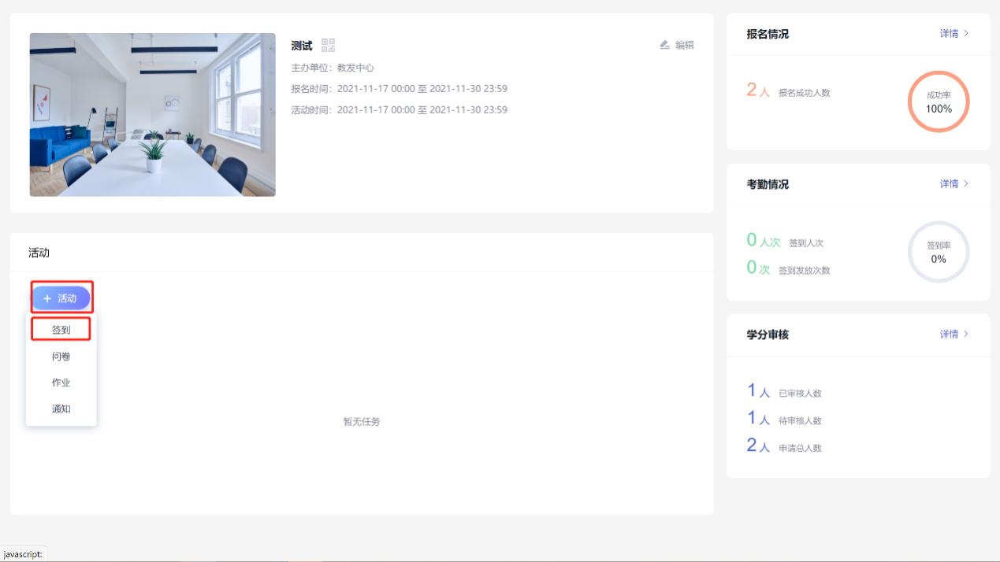 测试
编辑
主办单位：教发中心
报名时间：2021-11-17 00:00 至 2021-11-30 23:59
活动时间：2021-11-17 00:00 至 2021-11-30 23:59
活动
+ 活动
签到
问卷
作业
通知
暂无任务
报名情况
详情
2人 报名成功人数
成功率
100%
考勤情况
详情
0人次 签到人次
0次 签到发放次数
签到率
0%
学分审核
详情
1人 已审核人数
1人 待审核人数
2人 申请总人数
javascript: